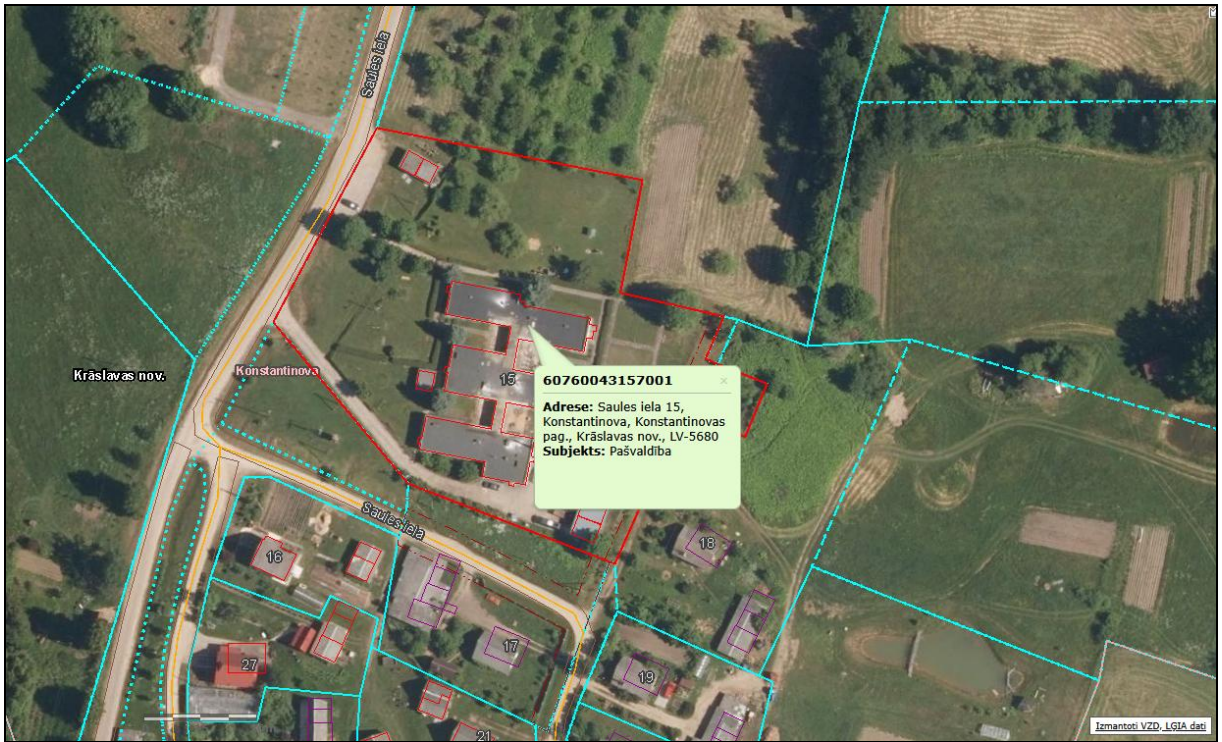 Saules iela
Krāslavas nov.
Konstantinova
15
60760043157001
×
Adrese: Saules iela 15,
Konstantinova, Konstantinovas
pag., Krāslavas nov., LV-5680
Subjekts: Pašvaldība
Saules iela
16
18
17
27
19
21
Izmantoti VZD, LĢIA dati